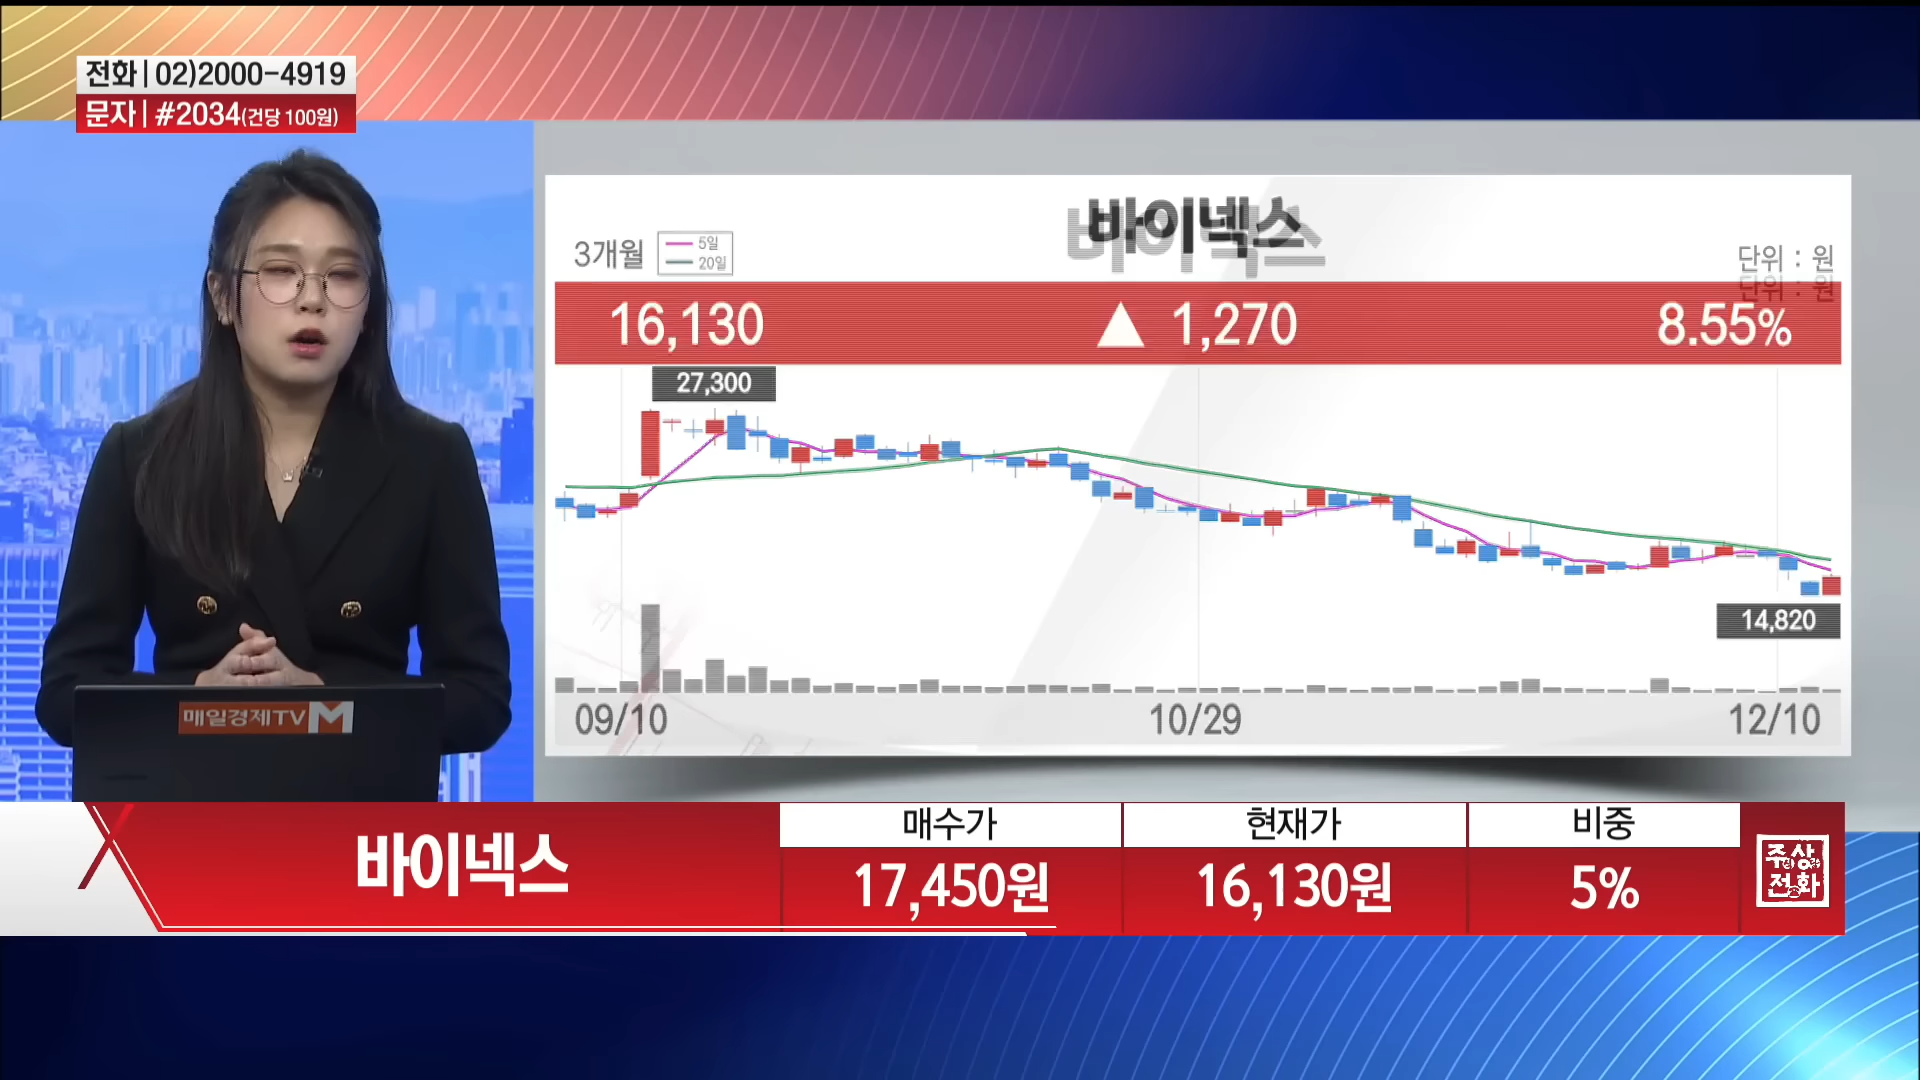 전화 | 02)2000-4919
문자 | #2034(건당 100원)
바이넥스
3개월
5일
20일
단위 : 원
16,130 ▲ 1,270 8.55%
27,300
14,820
09/10 10/29 12/10
매일경제TV M
바이넥스
매수가 현재가 비중
17,450원 16,130원 5%
주상
전화